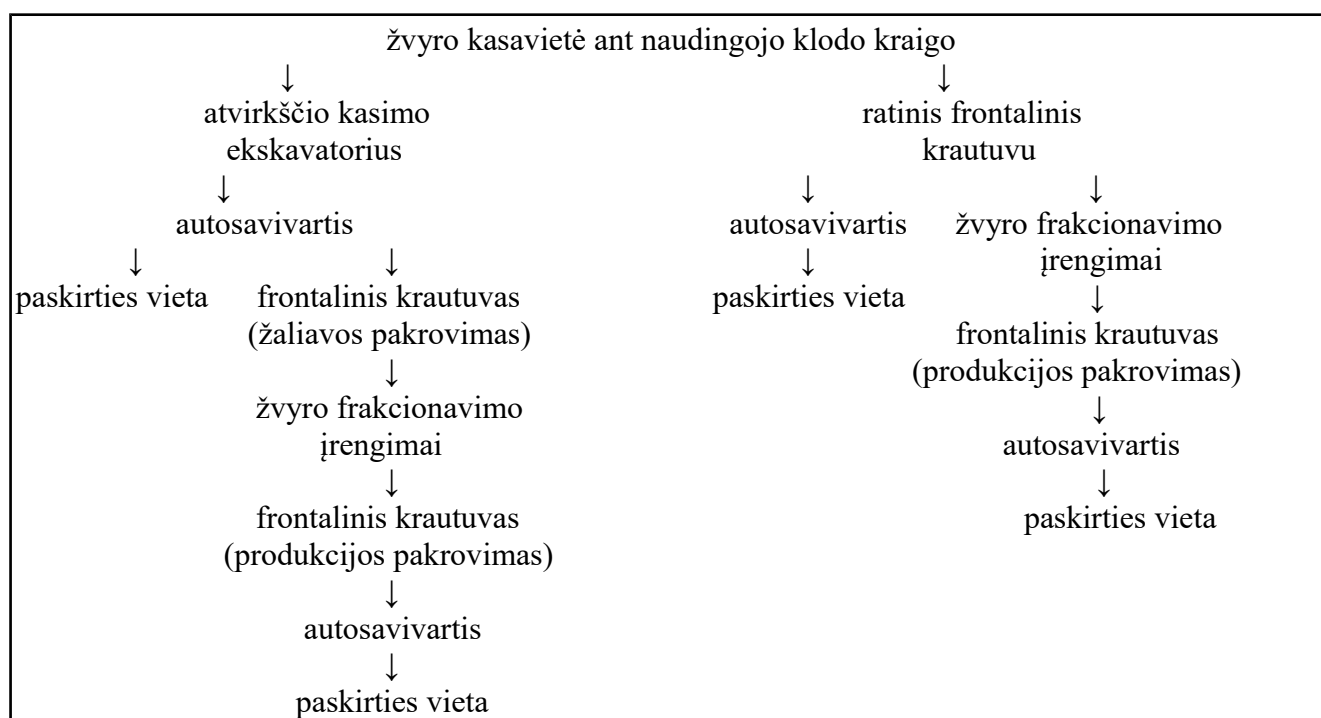 žvyro kasavietė ant naudingojo klodo kraigo
↓ ↓
atvirkščio kasimo ratinis frontalinis
ekskavatorius krautuvu
↓ ↓ ↓
autosavivartis autosavivartis žvyro frakcionavimo
↓ ↓ ↓ įrengimai
paskirties vieta frontalinis krautuvas paskirties vieta ↓
(žaliavos pakrovimas) frontalinis krautuvas
↓ (produkcijos pakrovimas)
žvyro frakcionavimo ↓
įrengimai autosavivartis
↓ ↓
frontalinis krautuvas paskirties vieta
(produkcijos pakrovimas)
↓
autosavivartis
↓
paskirties vieta